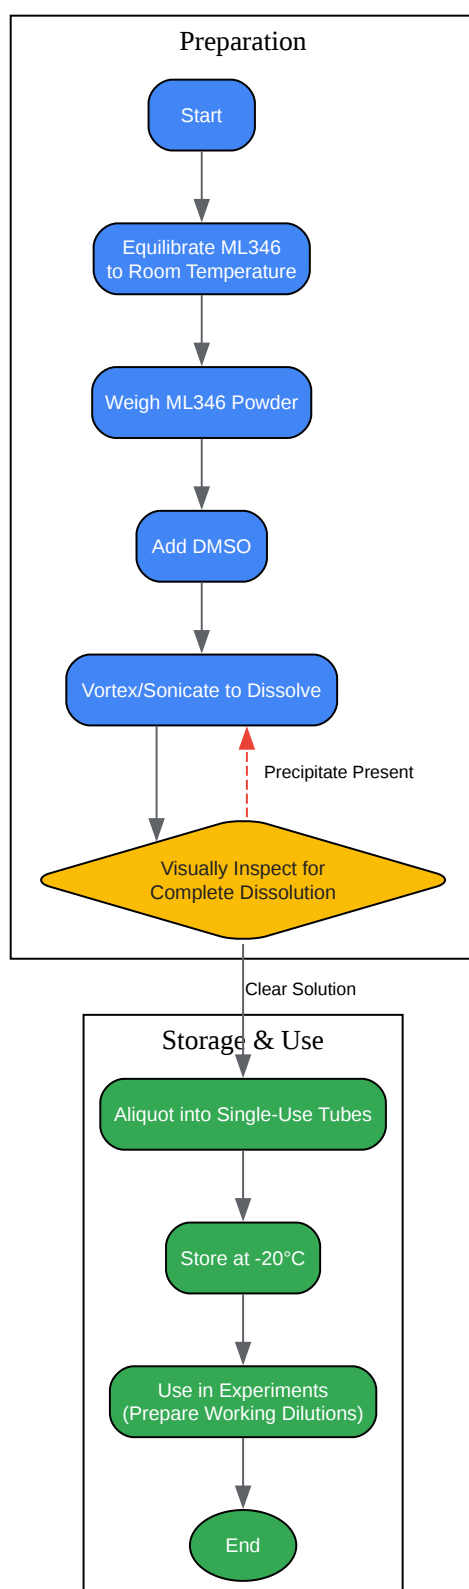 Preparation
Start
Equilibrate ML346
to Room Temperature
Weigh ML346 Powder
Add DMSO
Vortex/Sonicate to Dissolve
Precipitate Present
Visually Inspect for
Complete Dissolution
Clear Solution
Storage & Use
Aliquot into Single-Use Tubes
Store at -20°C
Use in Experiments
(Prepare Working Dilutions)
End